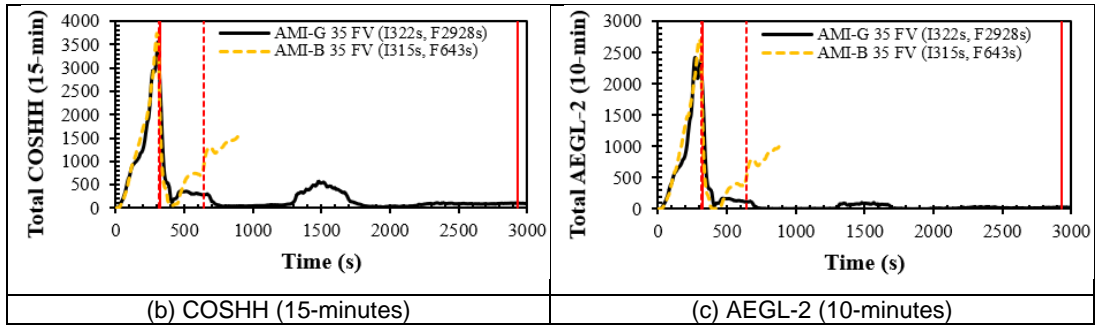 Total COSHH (15-min)
4000
3500
3000
2500
2000
1500
1000
500
0
AMI-G 35 FV (I322s, F2928s)
AMI-B 35 FV (I315s, F643s)
0 500 1000 1500 2000 2500 3000
Time (s)
(b) COSHH (15-minutes)
Total AEGL-2 (10-min)
3000
2500
2000
1500
1000
500
0
AMI-G 35 FV (I322s, F2928s)
AMI-B 35 FV (I315s, F643s)
0 500 1000 1500 2000 2500 3000
Time (s)
(c) AEGL-2 (10-minutes)